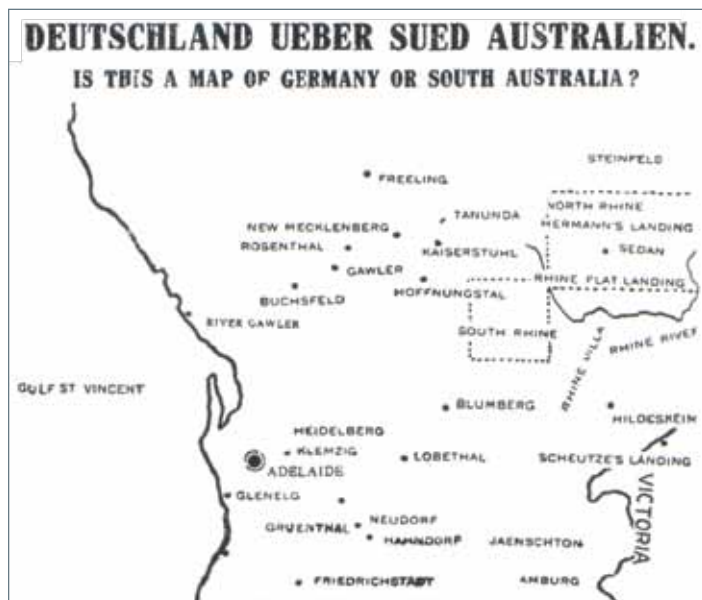 DEUTSCHLAND UEBER SUED AUSTRALIEN.
IS THIS A MAP OF GERMANY OR SOUTH AUSTRALIA?
STEINFELD
FREELING
NORTH RHINE
TANUNDA
NEW MECKLENBERG
HERMANN'S LANDING
ROSENTHAL
KAISERSTUHL
SEDAN
GAWLER
RHINE FLAT LANDING
BUCHSFELD
HOFFNUNGSTAL
RIVER GAWLER
SOUTH RHINE
RHINE VILLA
RHINE RIVER
GULF ST VINCENT
BLUMBERG
HILDESHEIM
HEIDELBERG
KLEMZIG
LOBETHAL
SCHEUTZE'S LANDING
ADELAIDE
GLENELG
VICTORIA
GRUENTHAL
NEUDORF
HAHNDORF
JAENSCHTON
FRIEDRICHSTADT
AMBURG